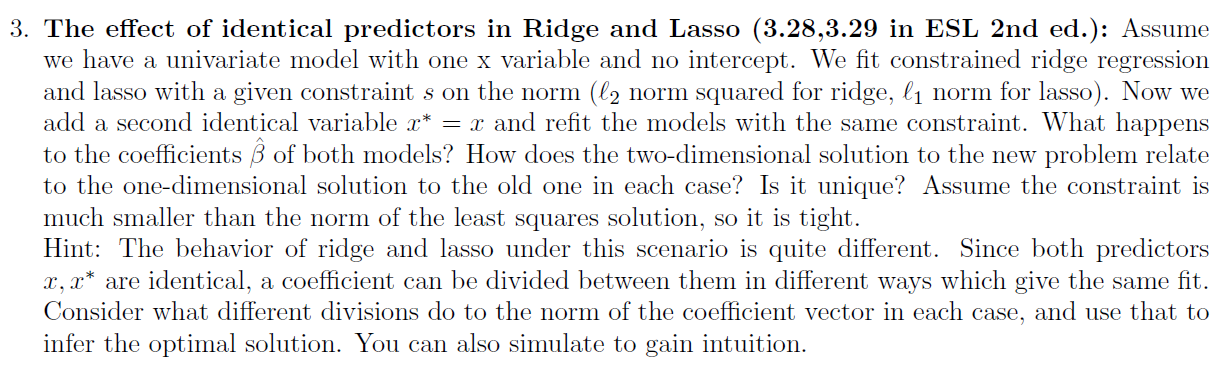 3. The effect of identical predictors in Ridge and Lasso (3.28,3.29 in ESL 2nd ed.): Assume
we have a univariate model with one x variable and no intercept. We fit constrained ridge regression
and lasso with a given constraint s on the norm (ℓ₂ norm squared for ridge, ℓ₁ norm for lasso). Now we
add a second identical variable x* = x and refit the models with the same constraint. What happens
to the coefficients β̂ of both models? How does the two-dimensional solution to the new problem relate
to the one-dimensional solution to the old one in each case? Is it unique? Assume the constraint is
much smaller than the norm of the least squares solution, so it is tight.
Hint: The behavior of ridge and lasso under this scenario is quite different. Since both predictors
x, x* are identical, a coefficient can be divided between them in different ways which give the same fit.
Consider what different divisions do to the norm of the coefficient vector in each case, and use that to
infer the optimal solution. You can also simulate to gain intuition.